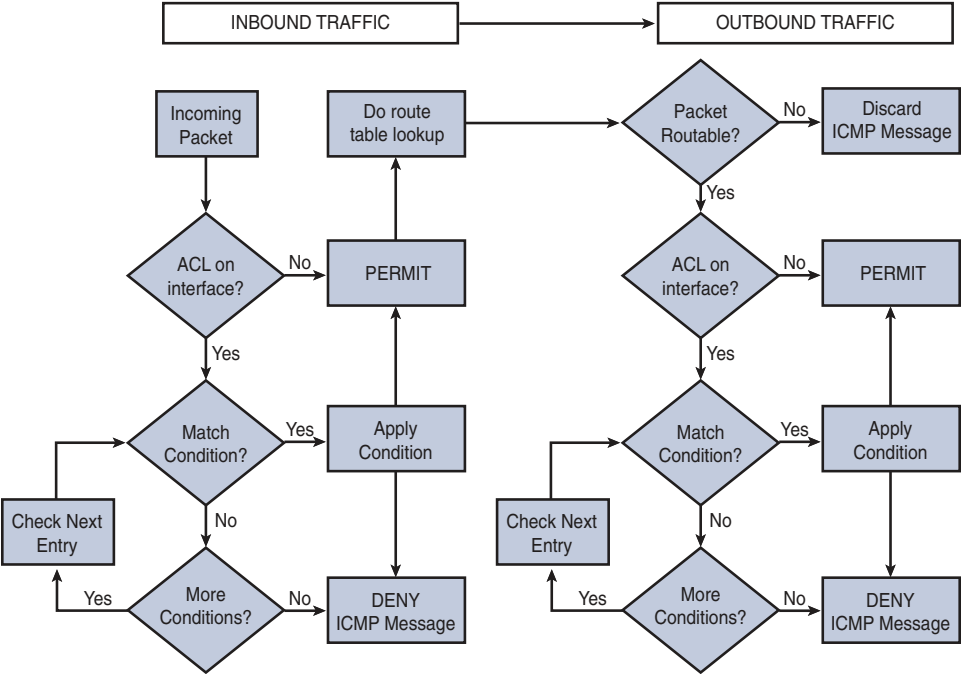 INBOUND TRAFFIC
OUTBOUND TRAFFIC
Incoming
Packet
Do route
table lookup
Packet
Routable?
No
Discard
ICMP Message
Yes
ACL on
interface?
No
PERMIT
ACL on
interface?
No
PERMIT
Yes
Yes
Match
Condition?
Yes
Apply
Condition
Match
Condition?
Yes
Apply
Condition
Check Next
Entry
No
Check Next
Entry
No
Yes
More
Conditions?
No
DENY
ICMP Message
Yes
More
Conditions?
No
DENY
ICMP Message